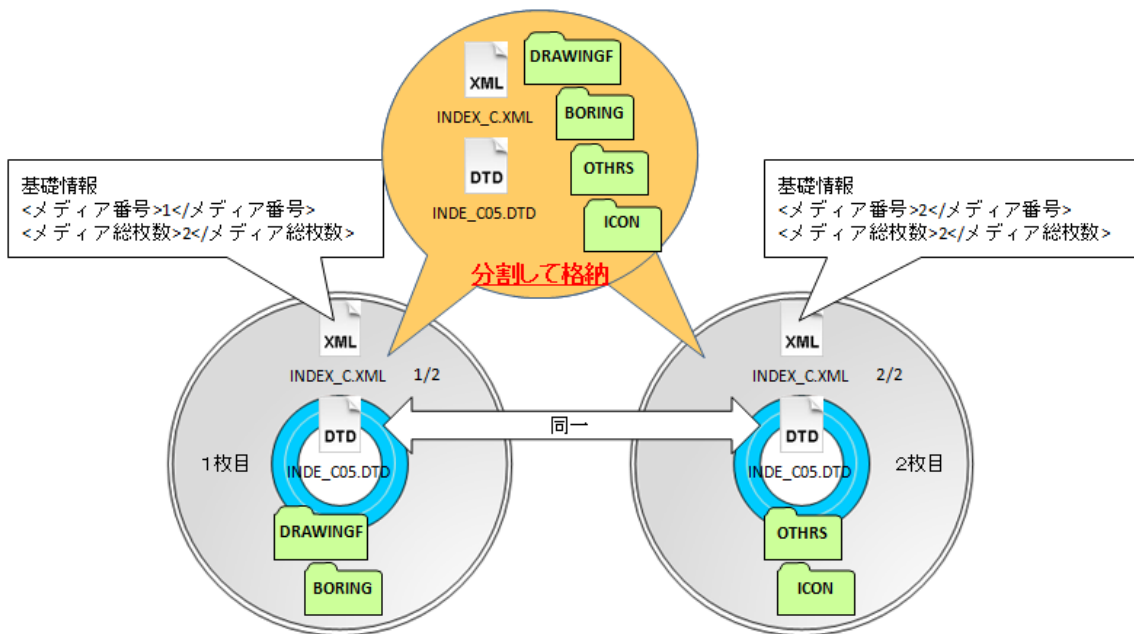 DRAWINGF
XML
INDEX_C.XML
BORING
DTD
OTHRS
INDE_C05.DTD
ICON
分割して格納
基礎情報
<メディア番号>1</メディア番号>
<メディア総枚数>2</メディア総枚数>
基礎情報
<メディア番号>2</メディア番号>
<メディア総枚数>2</メディア総枚数>
XML
INDEX_C.XML 1/2
DTD
1枚目
INDE_C05.DTD
DRAWINGF
BORING
同一
XML
INDEX_C.XML 2/2
DTD
INDE_C05.DTD
2枚目
OTHRS
ICON